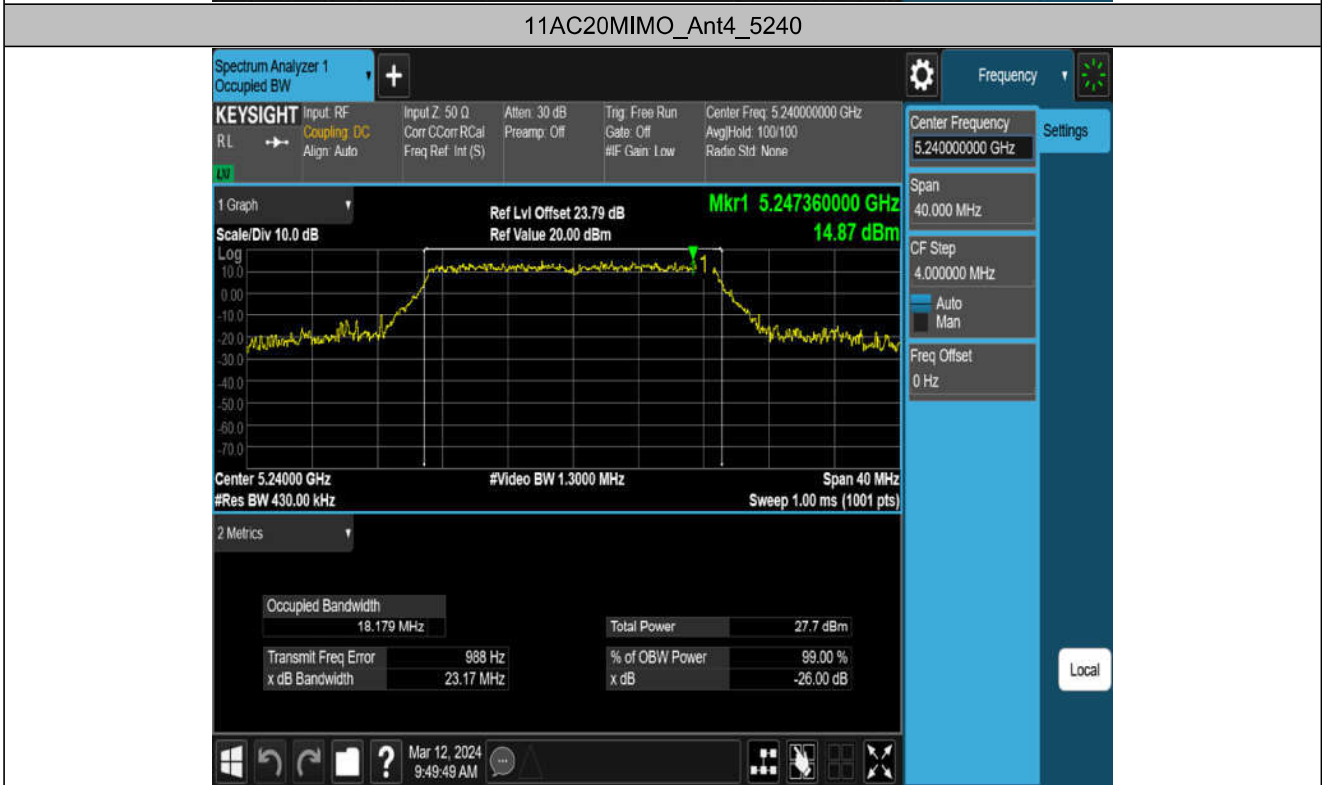 11AC20MIMO_Ant4_5240
Spectrum Analyzer 1
Occupied BW
+
Frequency
KEYSIGHT
R L
LXI
Input: RF
Coupling: DC
Align: Auto
Input Z: 50 Ω
Corr CCorr RCal
Freq Ref: Int (S)
Atten: 30 dB
Preamp: Off
Trig: Free Run
Gate: Off
#IF Gain: Low
Center Freq: 5.240000000 GHz
Avg|Hold: 100/100
Radio Std: None
Center Frequency
5.240000000 GHz
Settings
Span
40.000 MHz
CF Step
4.000000 MHz
Auto
Man
Freq Offset
0 Hz
Local
1 Graph
Scale/Div 10.0 dB
Ref Lvl Offset 23.79 dB
Ref Value 20.00 dBm
Mkr1 5.247360000 GHz
14.87 dBm
Log
10.0
0.00
-10.0
-20.0
-30.0
-40.0
-50.0
-60.0
-70.0
1
Center 5.24000 GHz
#Res BW 430.00 kHz
#Video BW 1.3000 MHz
Span 40 MHz
Sweep 1.00 ms (1001 pts)
2 Metrics
Occupied Bandwidth
18.179 MHz
Total Power 27.7 dBm
Transmit Freq Error 988 Hz
% of OBW Power 99.00 %
x dB Bandwidth 23.17 MHz
x dB -26.00 dB
?
Mar 12, 2024
9:49:49 AM